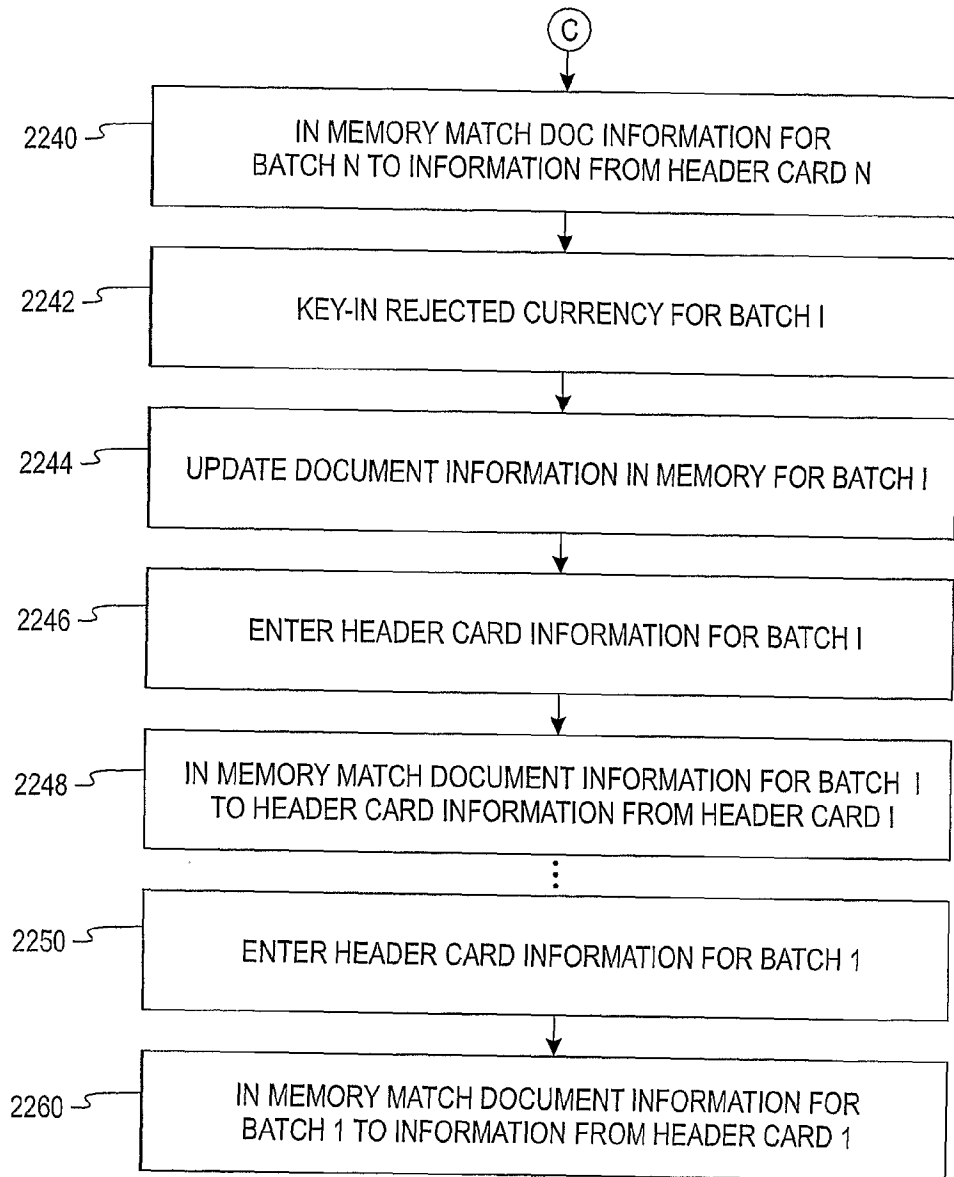 C
2240
IN MEMORY MATCH DOC INFORMATION FOR
BATCH N TO INFORMATION FROM HEADER CARD N
2242
KEY-IN REJECTED CURRENCY FOR BATCH I
2244
UPDATE DOCUMENT INFORMATION IN MEMORY FOR BATCH I
2246
ENTER HEADER CARD INFORMATION FOR BATCH I
2248
IN MEMORY MATCH DOCUMENT INFORMATION FOR BATCH I
TO HEADER CARD INFORMATION FROM HEADER CARD I
2250
ENTER HEADER CARD INFORMATION FOR BATCH 1
2260
IN MEMORY MATCH DOCUMENT INFORMATION FOR
BATCH 1 TO INFORMATION FROM HEADER CARD 1